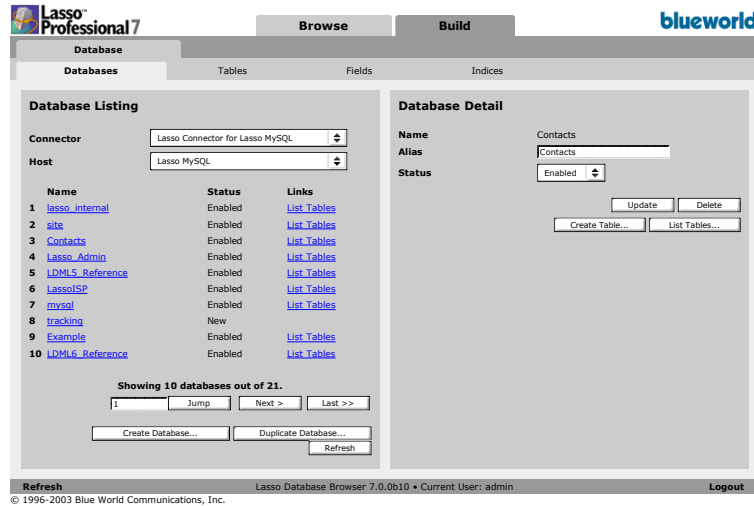 Lasso™
Professional 7
Browse
Build
blueworld
Database
Databases
Tables
Fields
Indices
Database Listing
Connector
Lasso Connector for Lasso MySQL
Host
Lasso MySQL
Name Status Links
1 lasso_internal Enabled List Tables
2 site Enabled List Tables
3 Contacts Enabled List Tables
4 Lasso_Admin Enabled List Tables
5 LDML5_Reference Enabled List Tables
6 LassoISP Enabled List Tables
7 mysql Enabled List Tables
8 tracking New
9 Example Enabled List Tables
10 LDML6_Reference Enabled List Tables
Showing 10 databases out of 21.
1 Jump Next > Last >>
Create Database... Duplicate Database...
Refresh
Database Detail
Name Contacts
Alias Contacts
Status Enabled
Update Delete
Create Table... List Tables...
Refresh Lasso Database Browser 7.0.0b10 • Current User: admin Logout
© 1996-2003 Blue World Communications, Inc.